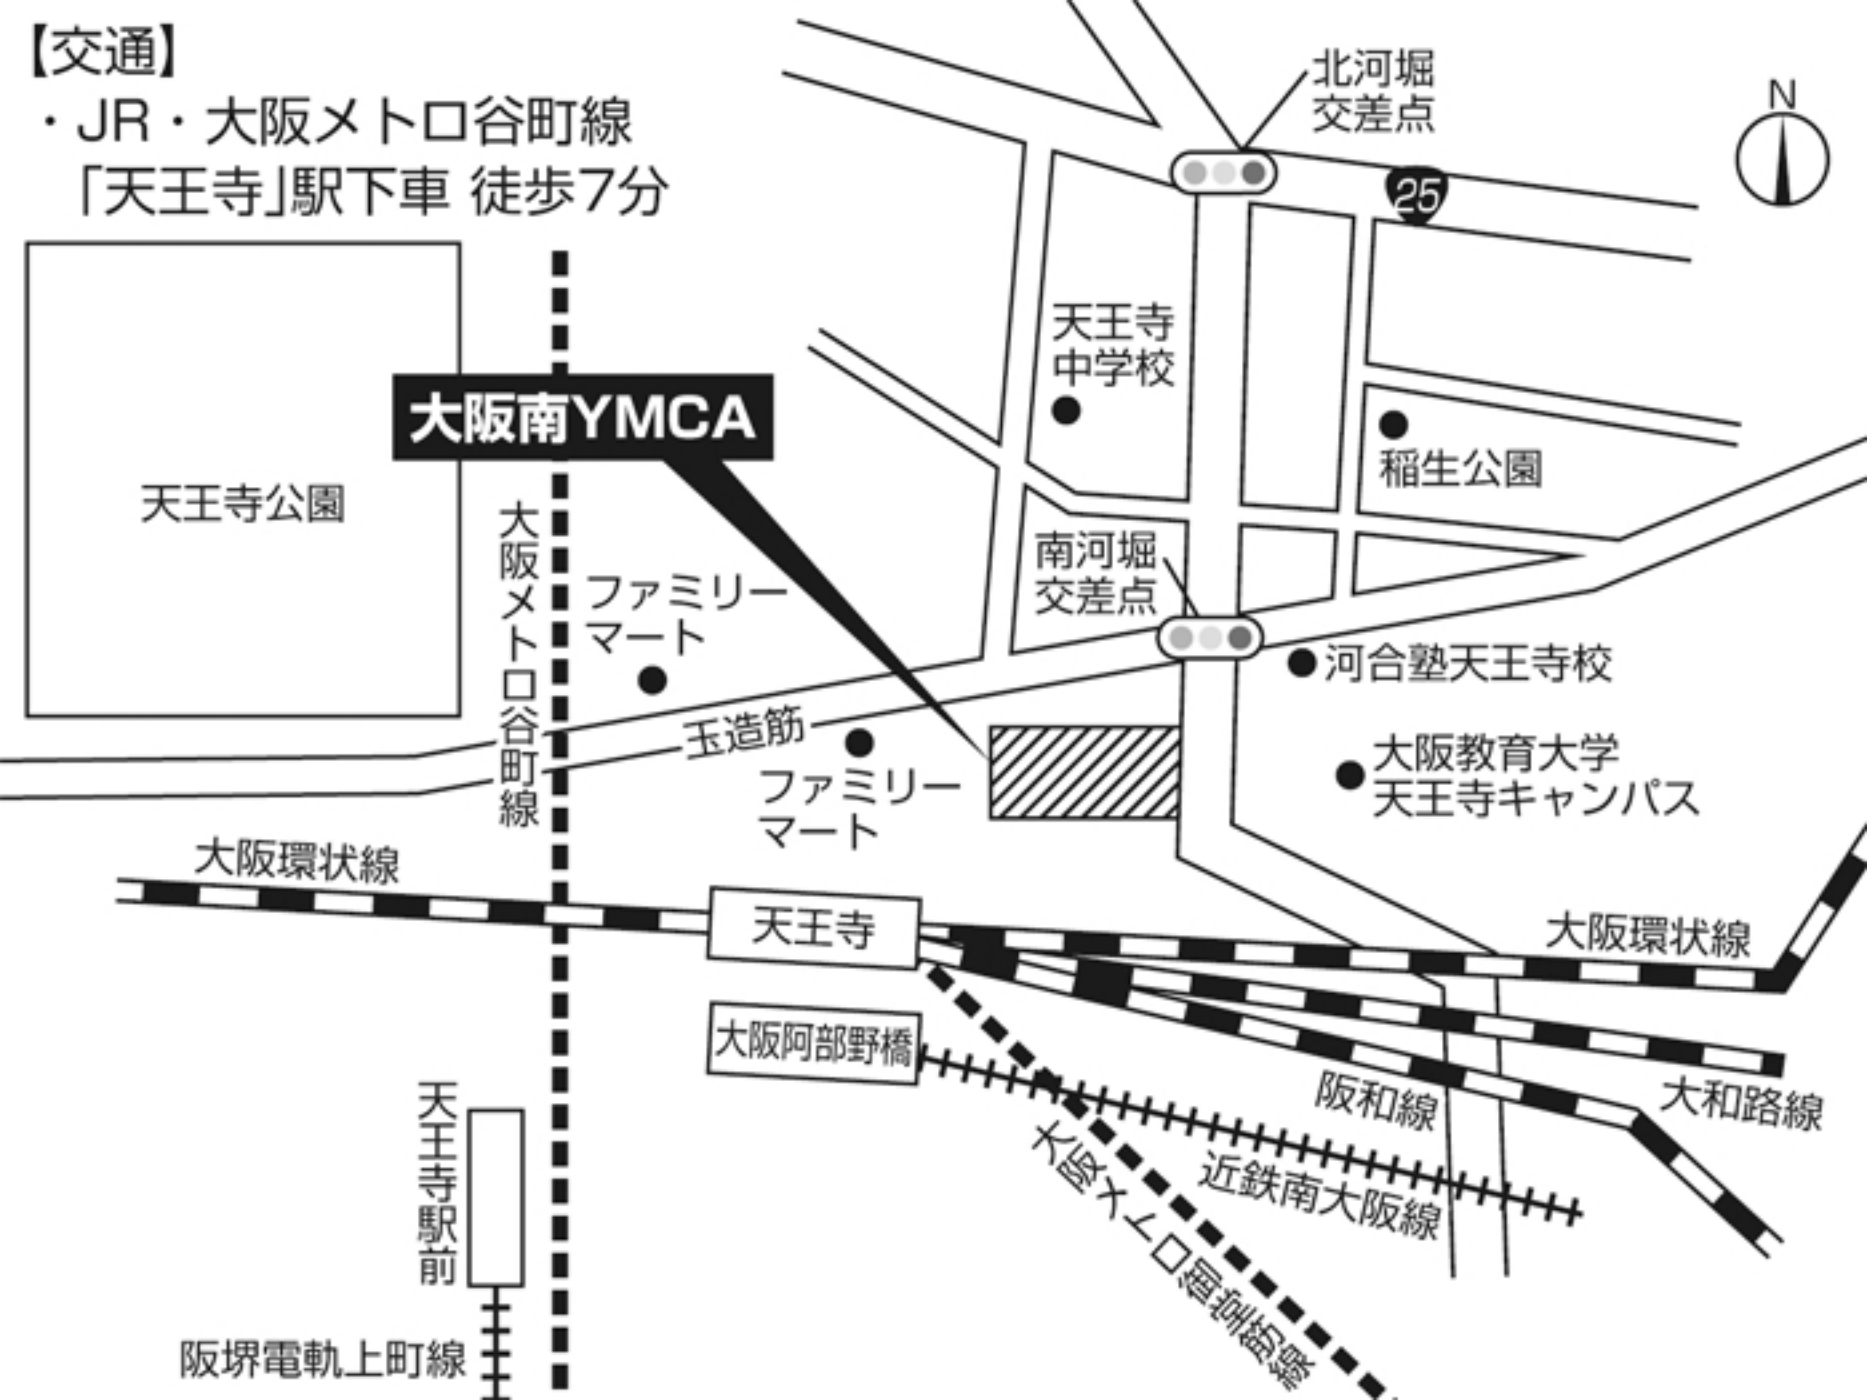 【交通】
・JR・大阪メトロ谷町線
「天王寺」駅下車 徒歩7分
北河堀
交差点
N
25
天王寺
中学校
大阪南YMCA
稲生公園
天王寺公園
大阪メトロ谷町線
南河堀
交差点
ファミリー
マート
河合塾天王寺校
玉造筋
ファミリー
マート
大阪教育大学
天王寺キャンパス
大阪環状線
天王寺
大阪環状線
大阪阿部野橋
阪和線
大和路線
天王寺駅前
近鉄南大阪線
大阪メトロ御堂筋線
阪堺電軌上町線